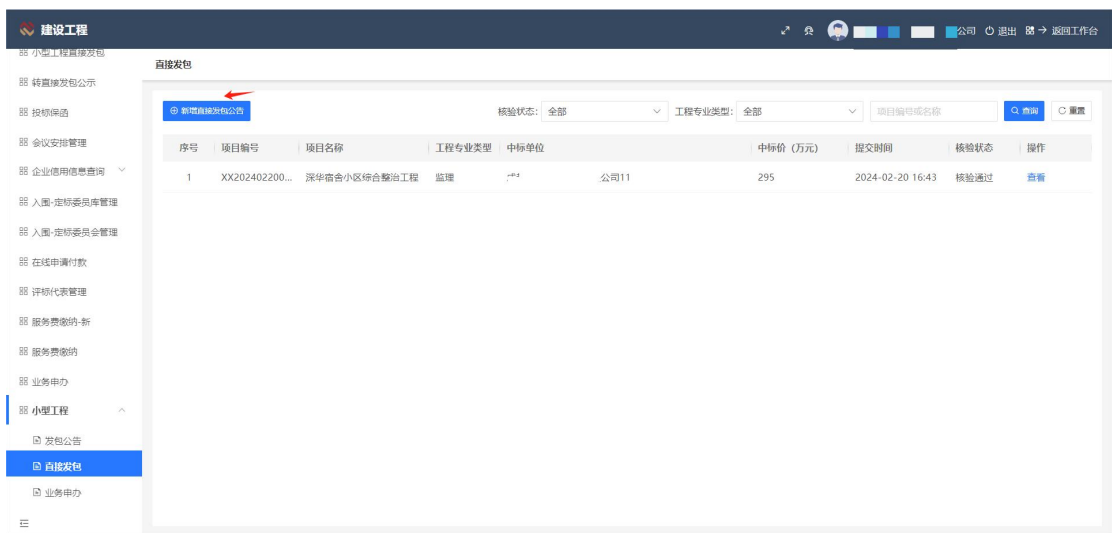 建设工程
公司 退出 返回工作台
小型工程直接发包
转直接发包公示
投标保函
会议安排管理
企业信用信息查询
入围-定标委员库管理
入围-定标委员会管理
在线申请付款
评标代表管理
服务费缴纳-新
服务费缴纳
业务申办
小型工程
发包公告
直接发包
业务申办
直接发包
新增直接发包公告 核验状态: 全部 工程专业类型: 全部 项目编号或名称 查询 重置
序号 项目编号 项目名称 工程专业类型 中标单位 中标价（万元） 提交时间 核验状态 操作
1 XX202402200... 深华宿舍小区综合整治工程 监理 公司11 295 2024-02-20 16:43 核验通过 查看